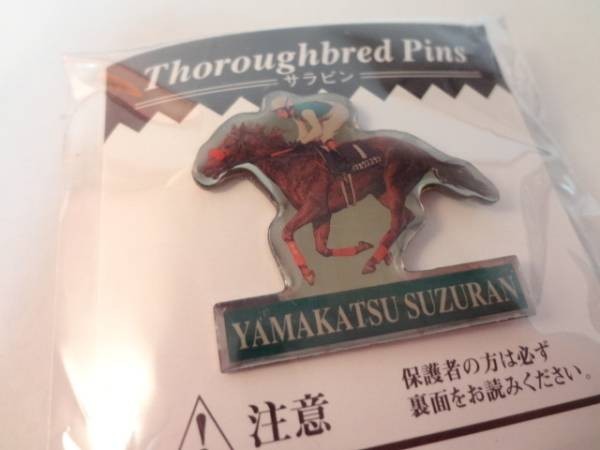 Thoroughbred Pins
サラピン
1
YAMAKATSU SUZURAN
注意
保護者の方は必ず
裏面をお読みください。